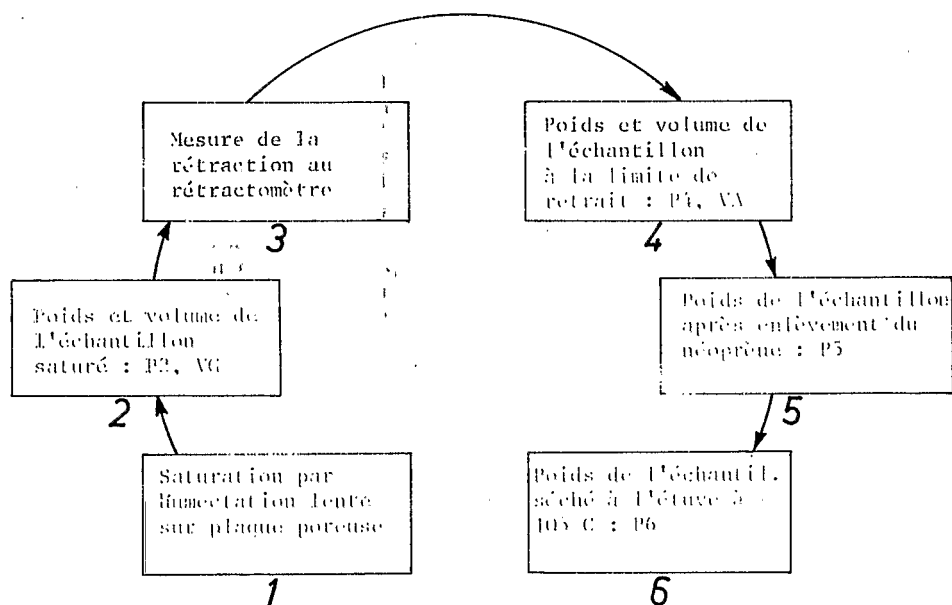 Mesure de la
rétraction au
rétractomètre
3
Poids et volume de
l'échantillon
à la limite de
retrait : P4, VA
4
Poids et volume de
l'échantillon
saturé : P2, VG
2
Poids de l'échantillon
après enlèvement du
néoprène : P5
5
Saturation par
Humectation lente
sur plaque poreuse
1
Poids de l'échantil.
séché à l'étuve à
105 C : P6
6